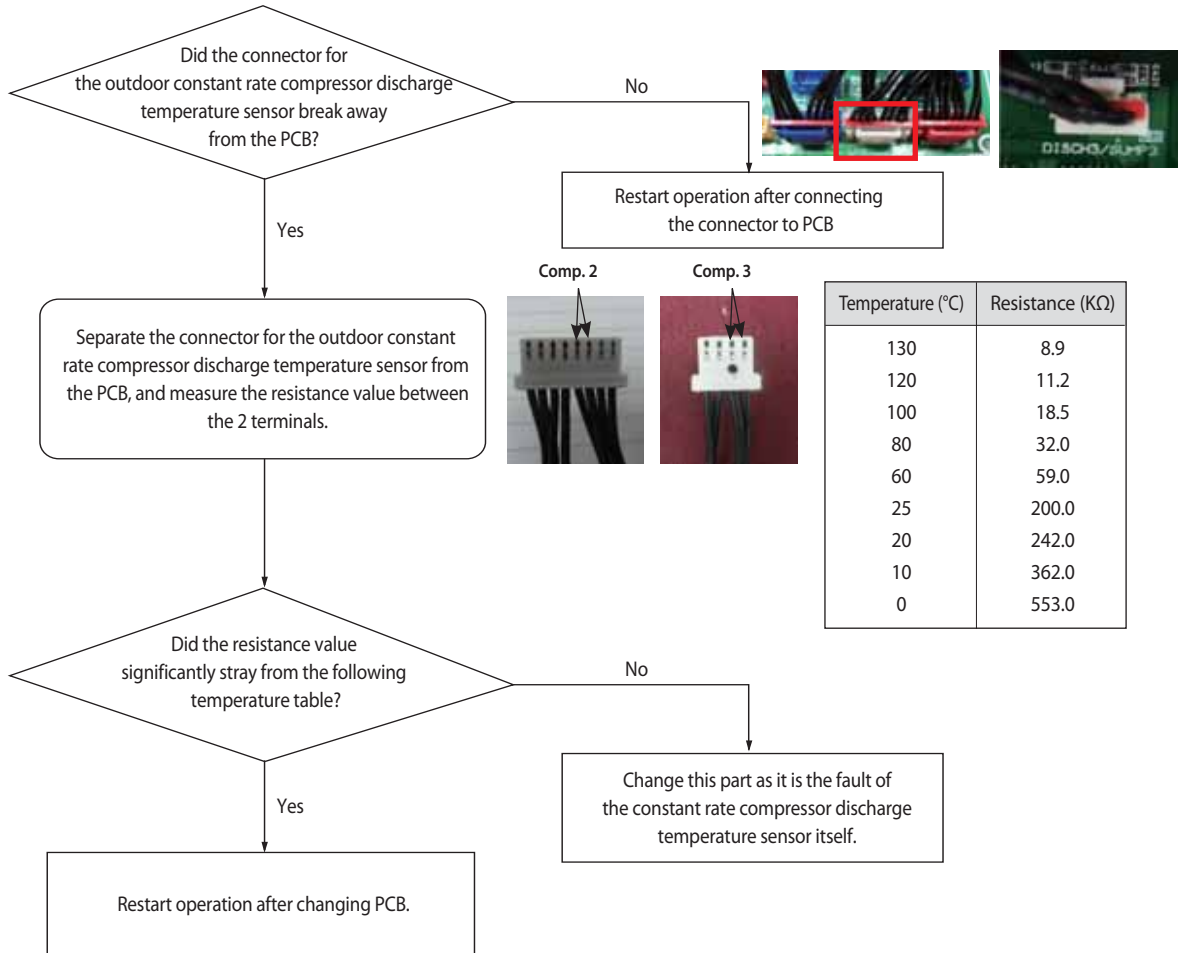 Did the connector for
the outdoor constant rate compressor discharge
temperature sensor break away
from the PCB?
No
DISCH3/SUMP3
Restart operation after connecting
the connector to PCB
Yes
Comp. 2
Comp. 3
Separate the connector for the outdoor constant
rate compressor discharge temperature sensor from
the PCB, and measure the resistance value between
the 2 terminals.
Temperature (°C) Resistance (KΩ)
130 8.9
120 11.2
100 18.5
80 32.0
60 59.0
25 200.0
20 242.0
10 362.0
0 553.0
Did the resistance value
significantly stray from the following
temperature table?
No
Change this part as it is the fault of
the constant rate compressor discharge
temperature sensor itself.
Yes
Restart operation after changing PCB.